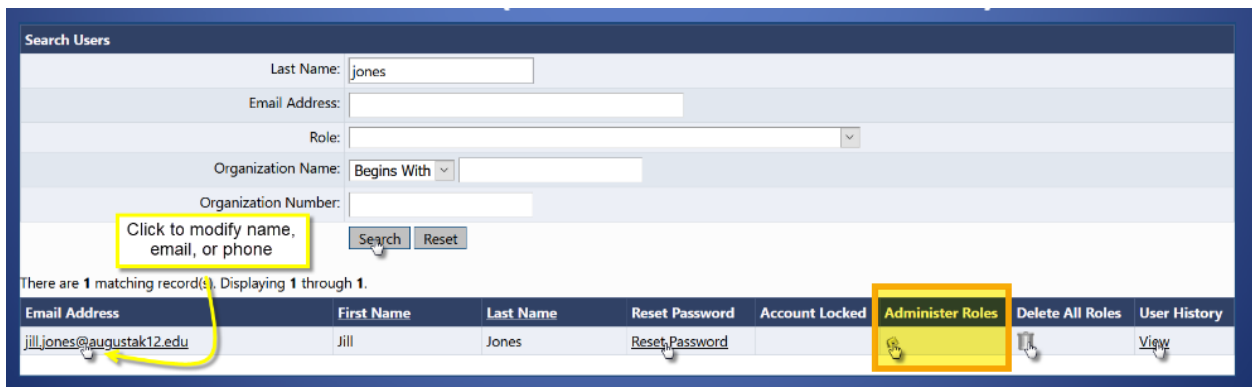 Search Users
Last Name: jones
Email Address:
Role:
Organization Name: Begins With
Organization Number:
Click to modify name,
email, or phone
Search Reset
There are 1 matching record(s). Displaying 1 through 1.
Email Address First Name Last Name Reset Password Account Locked Administer Roles Delete All Roles User History
jill.jones@augustak12.edu Jill Jones Reset Password View